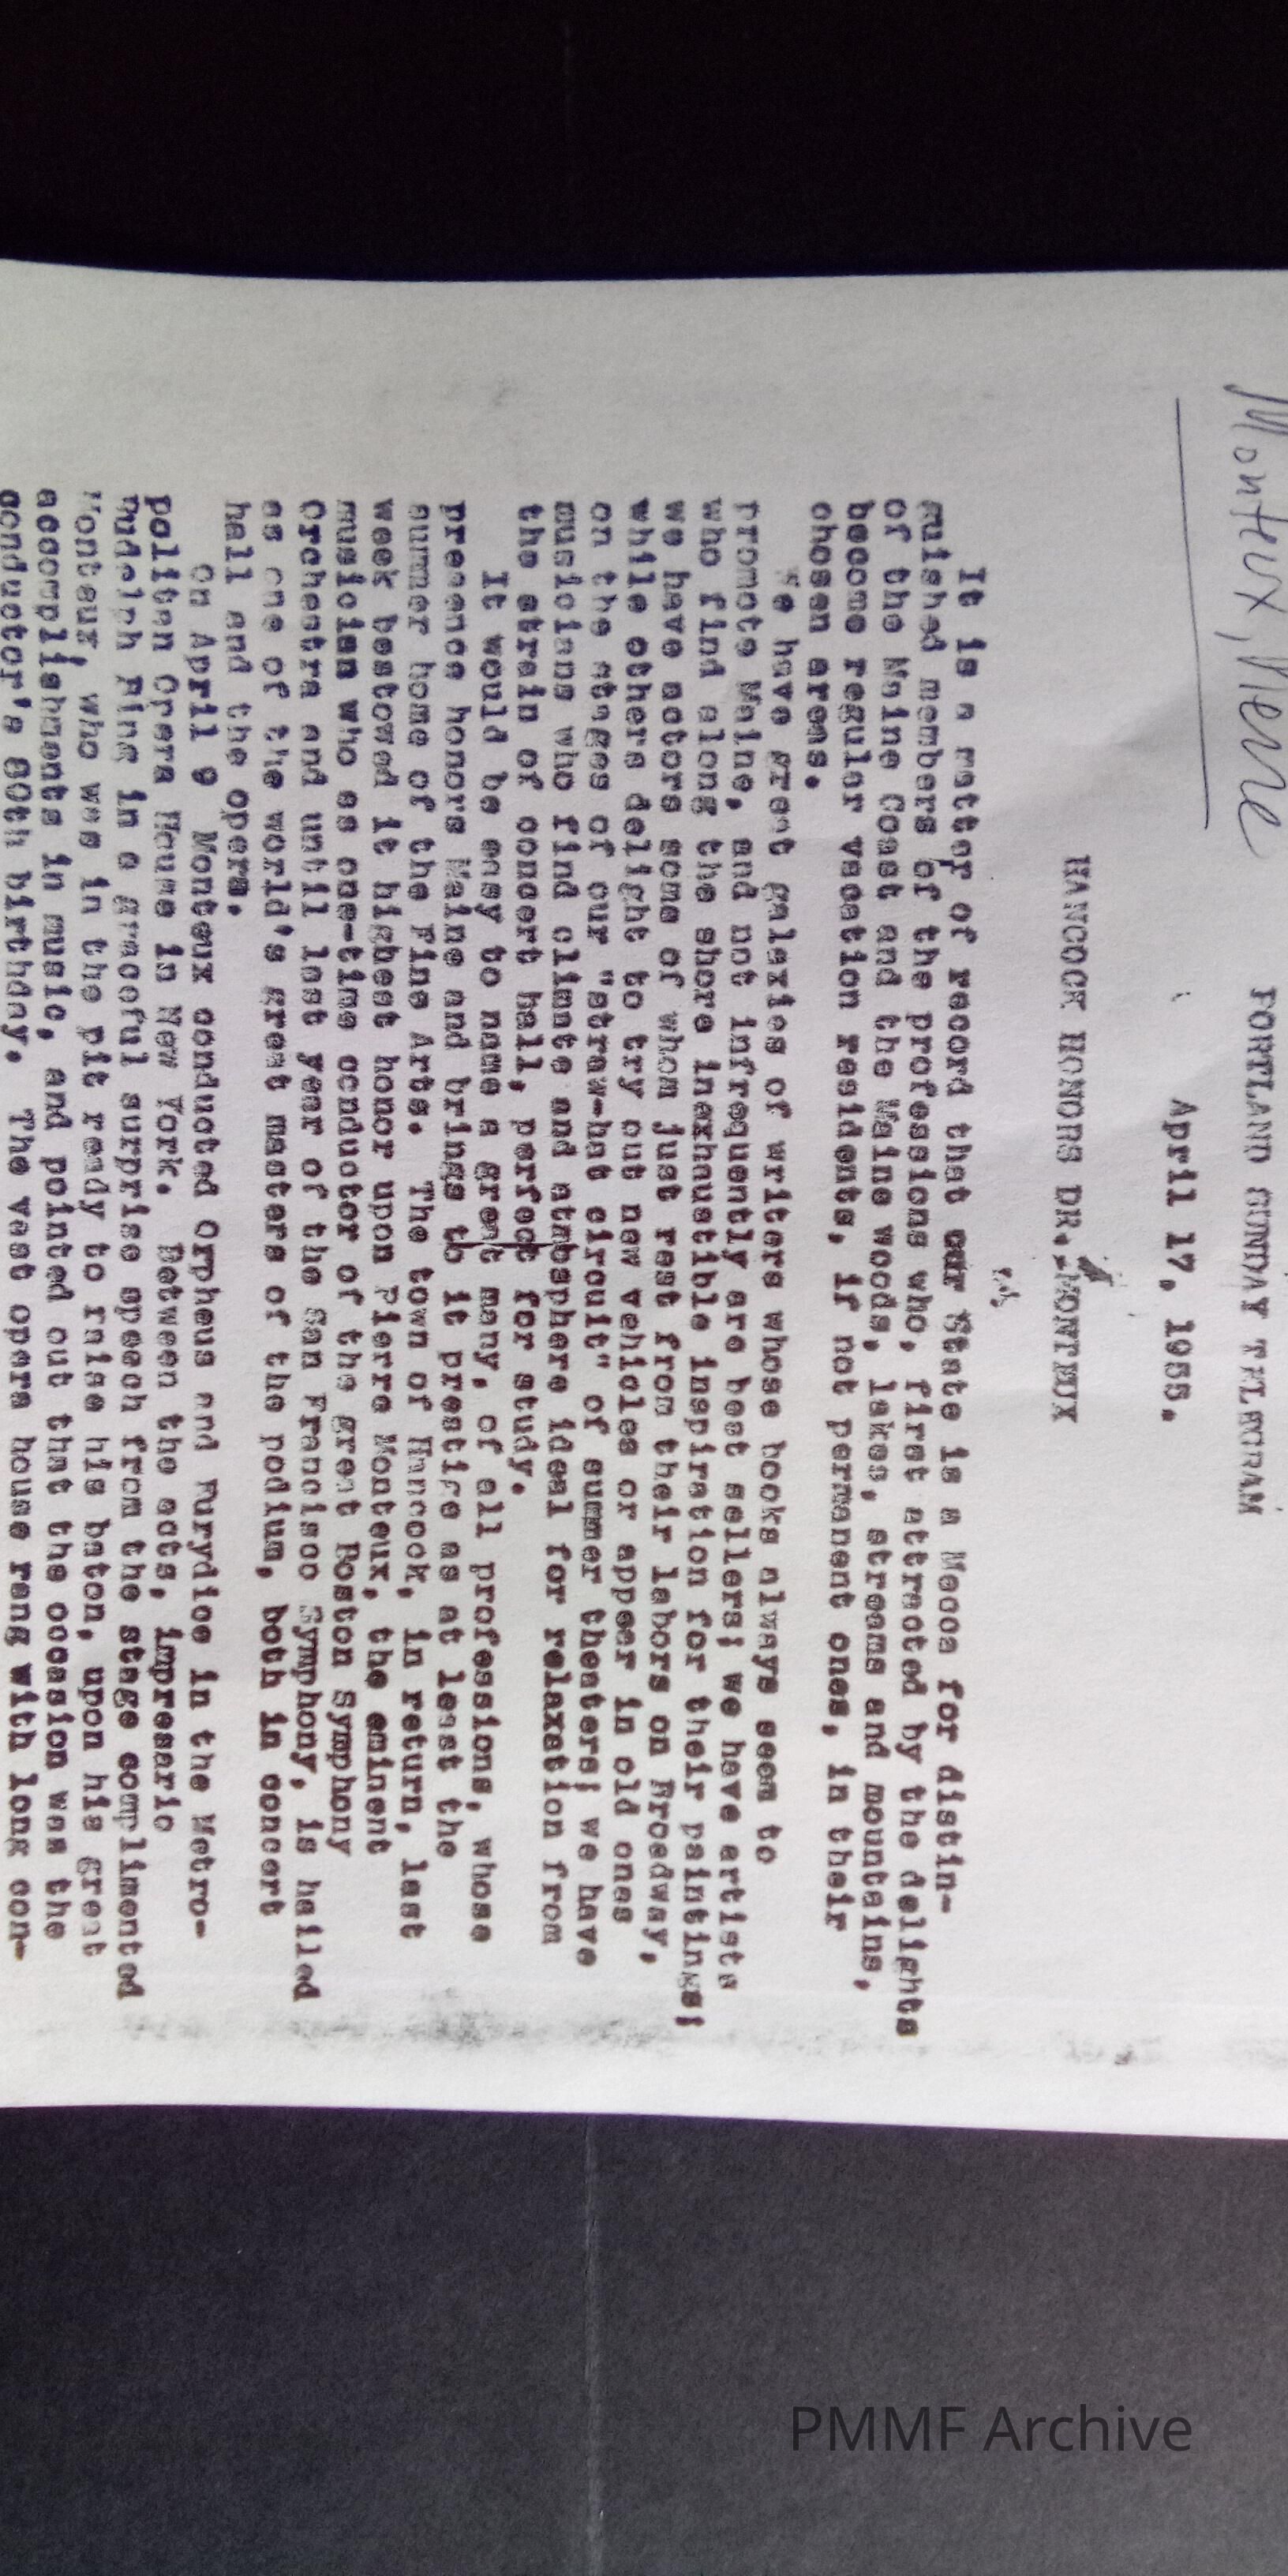 Monteux, Pierre
PORTLAND SUNDAY TELEGRAM
April 17, 1955.
HANCOCK HONORS DR. MONTEUX
It is a matter of record that our State is a Mecca for distin-
guished members of the professions who, first attracted by the delights
of the Maine Coast and the Maine woods, lakes, streams and mountains,
become regular vacation residents, if not permanent ones, in their
chosen areas.
We have great galaxies of writers whose books always seem to
promote Maine, and not infrequently are best sellers; we have artists
who find along the shore inexhaustible inspiration for their paintings;
we have actors some of whom just rest from their labors on Broadway,
while others delight to try out new vehicles or appear in old ones
on the stages of our "straw-hat circuit" of summer theaters; we have
musicians who find climate and atmosphere ideal for relaxation from
the strain of concert hall, perfect for study.
It would be easy to name a great many, of all professions, whose
presence honors Maine and brings to it prestige as at least the
summer home of the Fine Arts. The town of Hancock, in return, last
week bestowed it highest honor upon Pierre Monteux, the eminent
musician who as one-time conductor of the great Boston Symphony
Orchestra and until last year of the San Francisco Symphony, is hailed
as one of the world's great masters of the podium, both in concert
hall and the opera.
On April 9 Monteux conducted Orpheus and Eurydice in the Metro-
politan Opera House in New York. Between the acts, impresario
Rudolph Bing in a graceful surprise speech from the stage complimented
Monteur, who was in the pit ready to raise his baton, upon his great
accomplishments in music, and pointed out that the occasion was the
conductor's 80th birthday. The vast opera house rang with long con-
PMMF Archive